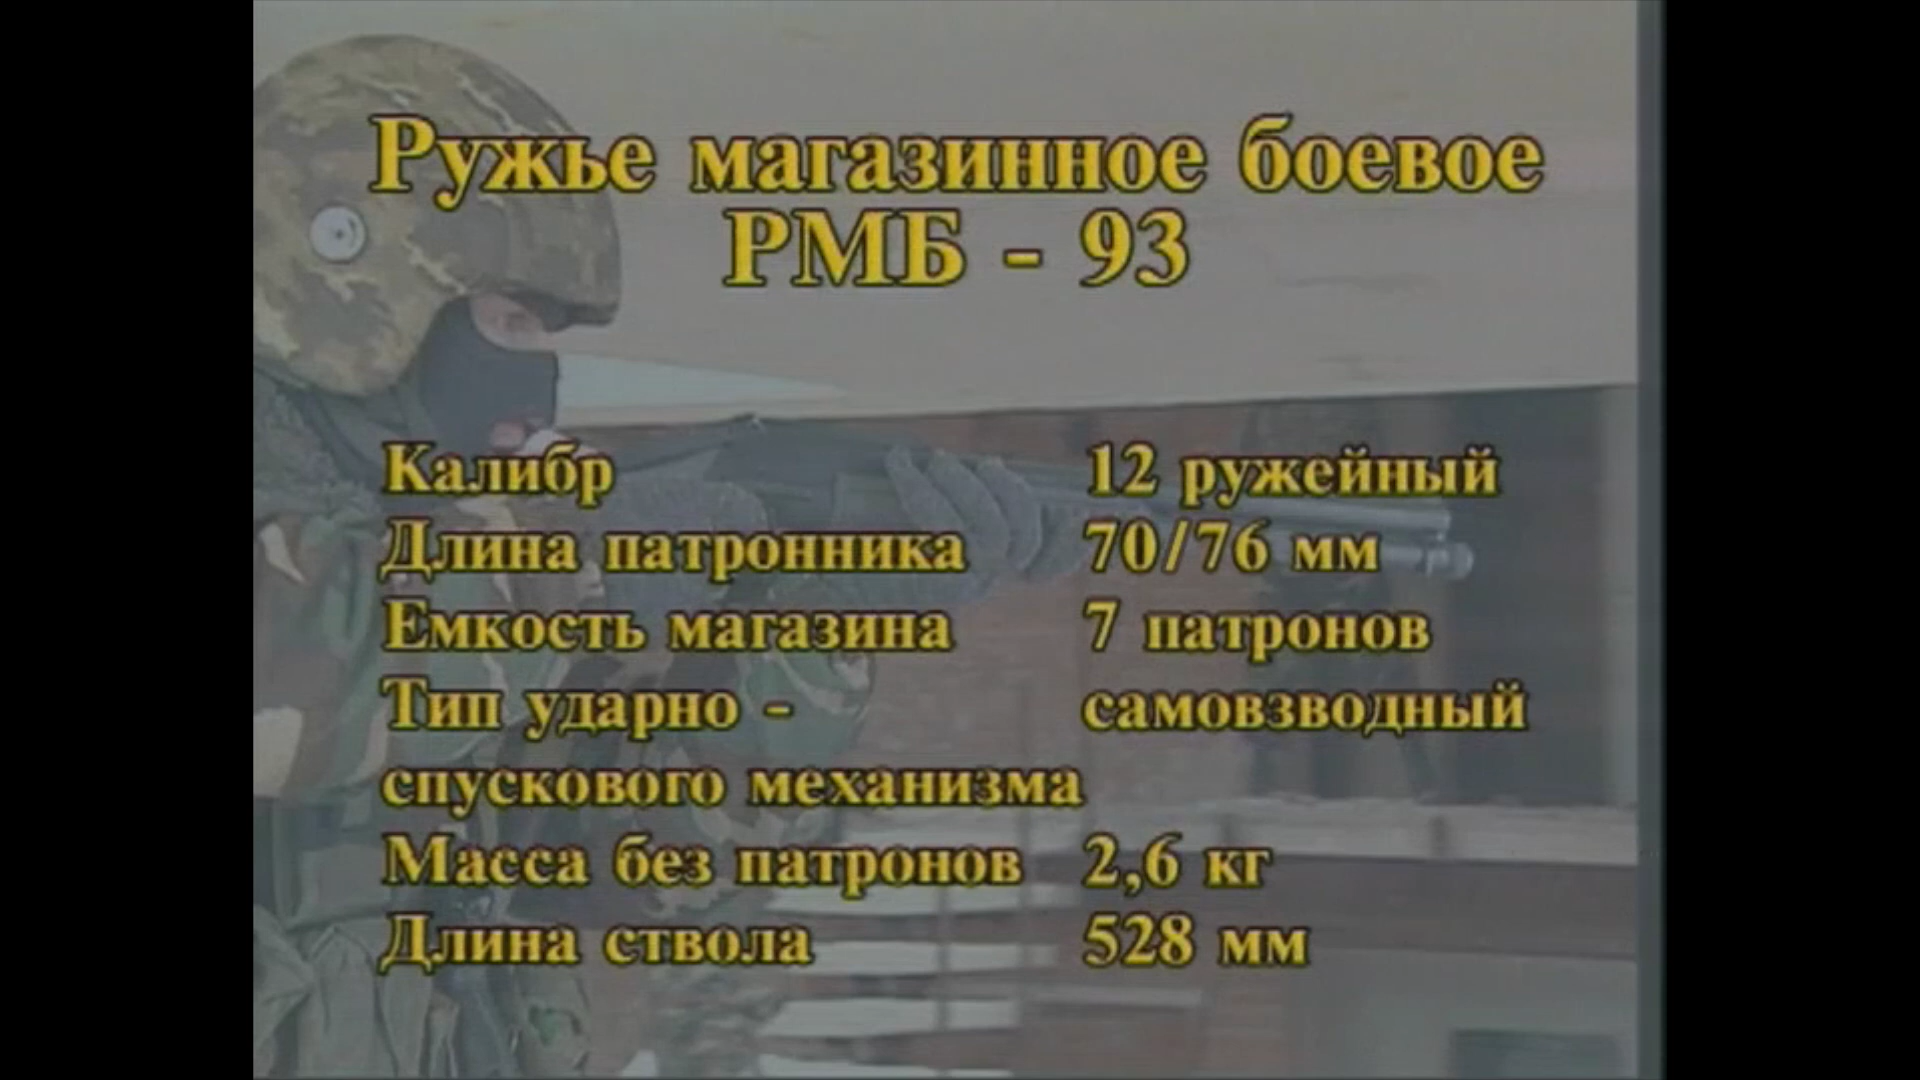 Ружье магазинное боевое
РМБ - 93
Калибр 12 ружейный
Длина патронника 70/76 мм
Емкость магазина 7 патронов
Тип ударно - самовзводный
спускового механизма
Масса без патронов 2,6 кг
Длина ствола 528 мм